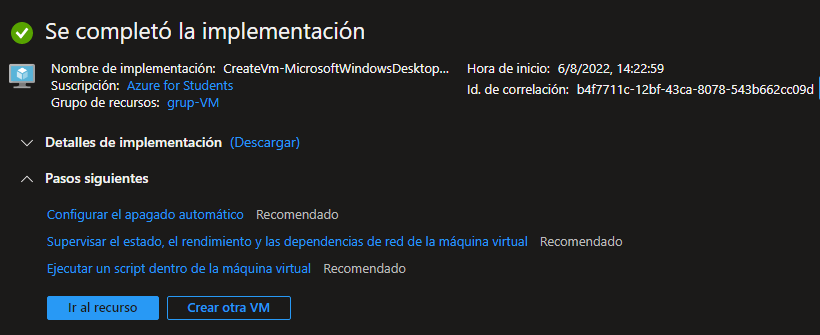 Se completó la implementación
Nombre de implementación: CreateVm-MicrosoftWindowsDesktop... Hora de inicio: 6/8/2022, 14:22:59
Suscripción: Azure for Students Id. de correlación: b4f7711c-12bf-43ca-8078-543b662cc09d
Grupo de recursos: grup-VM
Detalles de implementación (Descargar)
Pasos siguientes
Configurar el apagado automático Recomendado
Supervisar el estado, el rendimiento y las dependencias de red de la máquina virtual Recomendado
Ejecutar un script dentro de la máquina virtual Recomendado
Ir al recurso Crear otra VM